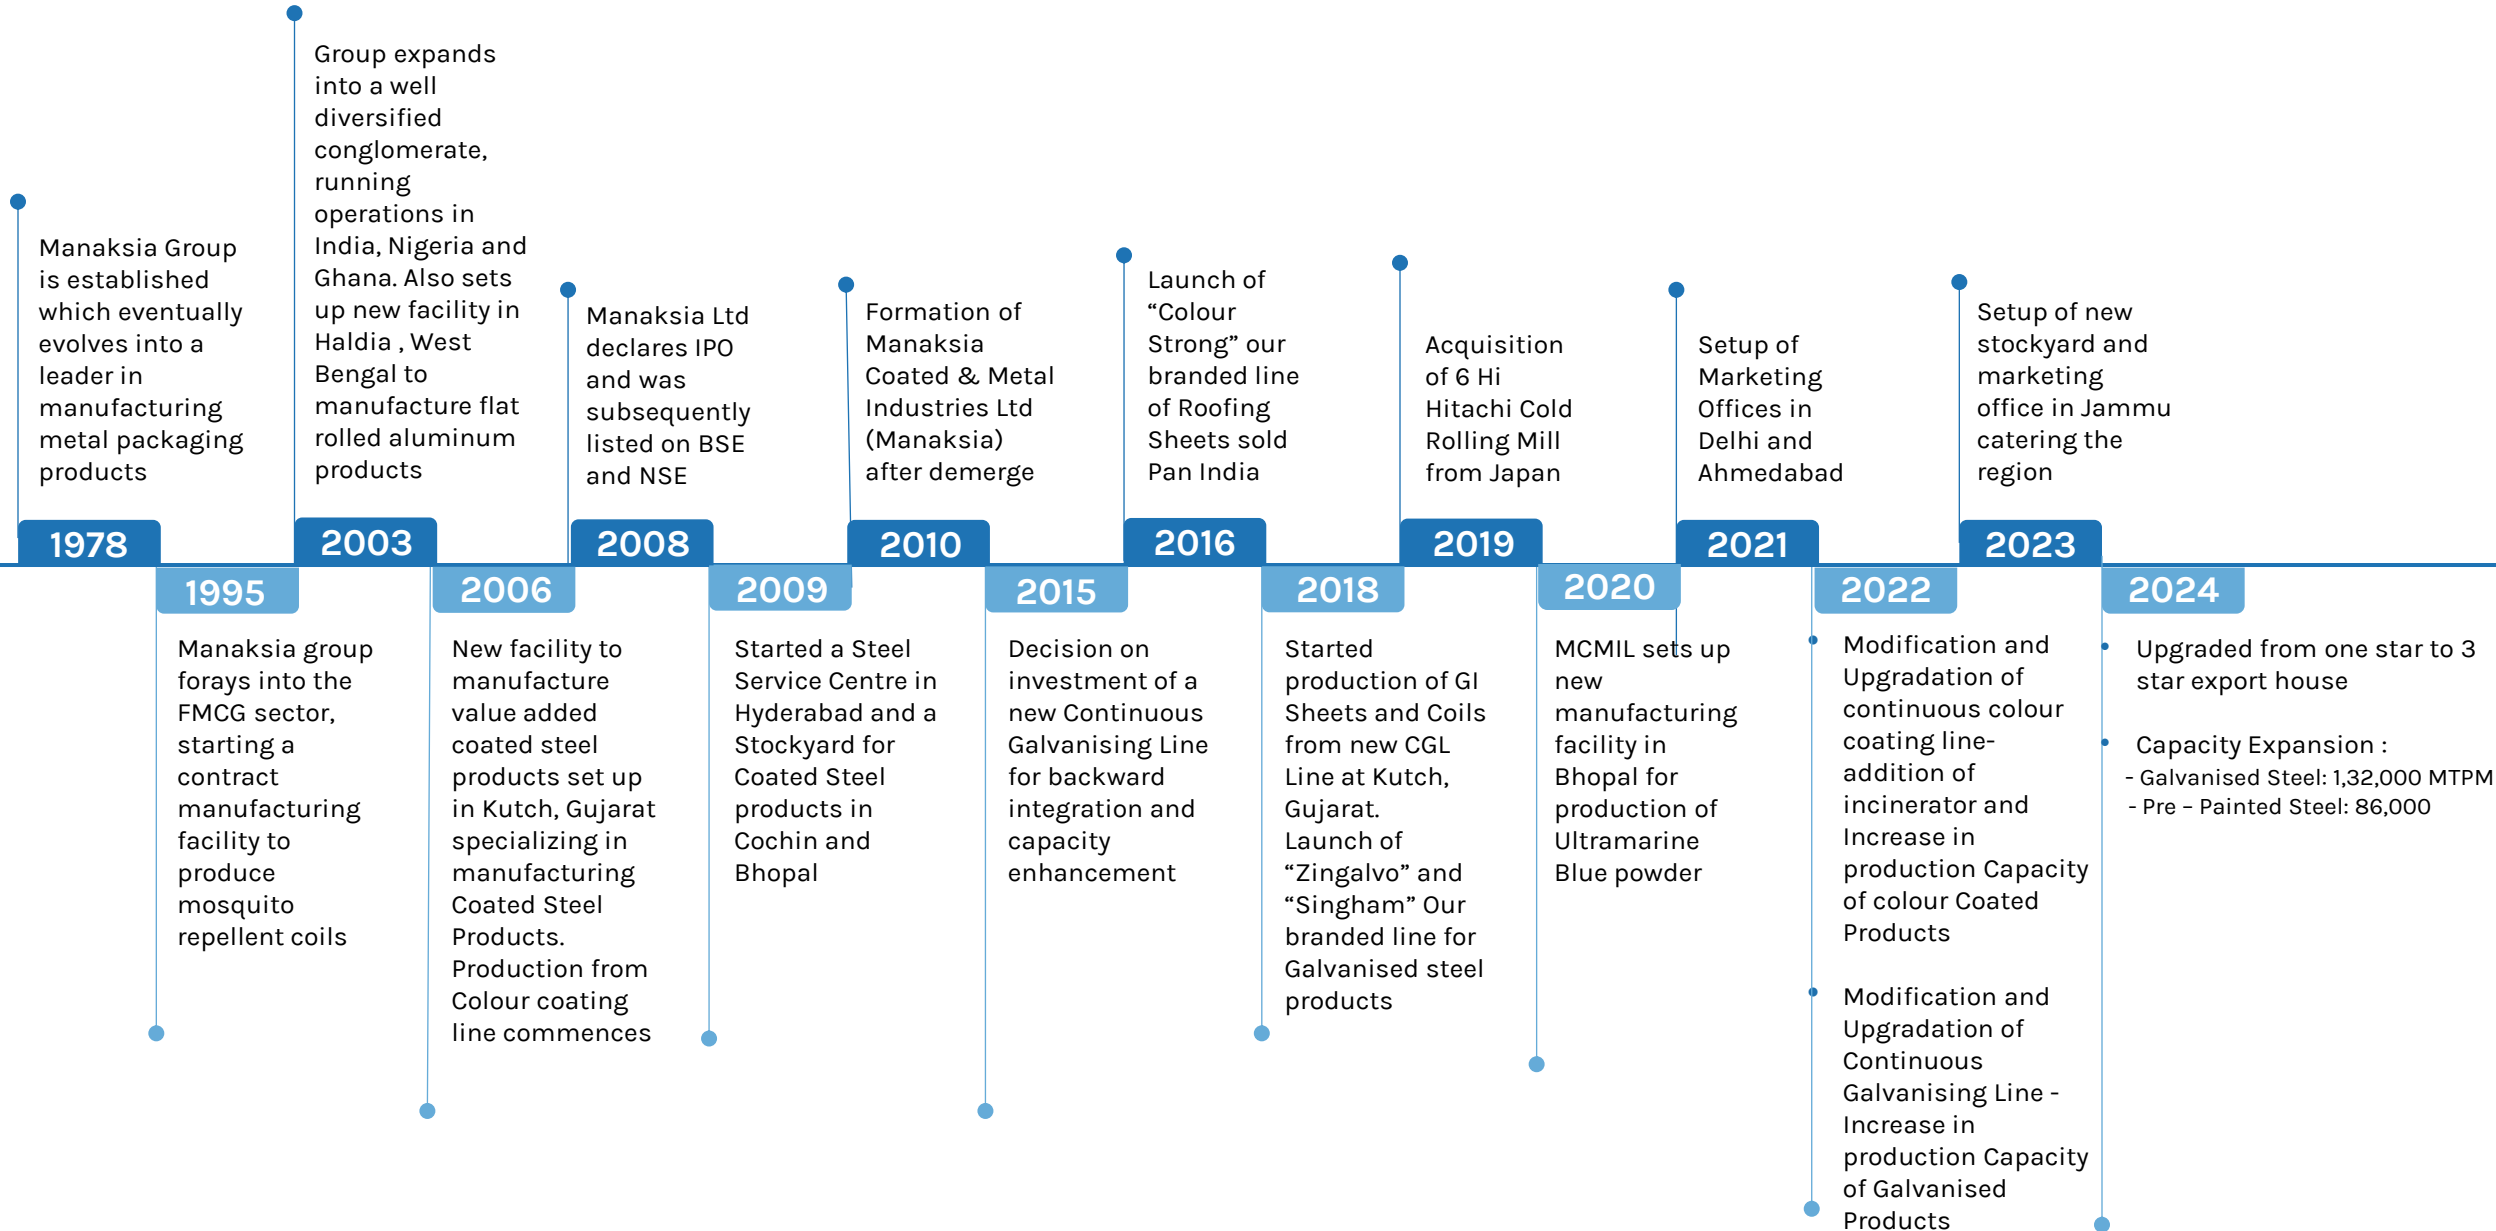 1978
Manaksia Group
is established
which eventually
evolves into a
leader in
manufacturing
metal packaging
products
1995
Manaksia group
forays into the
FMCG sector,
starting a
contract
manufacturing
facility to
produce
mosquito
repellent coils
2003
Group expands
into a well
diversified
conglomerate,
running
operations in
India, Nigeria and
Ghana. Also sets
up new facility in
Haldia , West
Bengal to
manufacture flat
rolled aluminum
products
2006
New facility to
manufacture
value added
coated steel
products set up
in Kutch, Gujarat
specializing in
manufacturing
Coated Steel
Products.
Production from
Colour coating
line commences
2008
Manaksia Ltd
declares IPO
and was
subsequently
listed on BSE
and NSE
2009
Started a Steel
Service Centre in
Hyderabad and a
Stockyard for
Coated Steel
products in
Cochin and
Bhopal
2010
Formation of
Manaksia
Coated & Metal
Industries Ltd
(Manaksia)
after demerge
2015
Decision on
investment of a
new Continuous
Galvanising Line
for backward
integration and
capacity
enhancement
2016
Launch of
“Colour
Strong” our
branded line
of Roofing
Sheets sold
Pan India
2018
Started
production of GI
Sheets and Coils
from new CGL
Line at Kutch,
Gujarat.
Launch of
“Zingalvo” and
“Singham” Our
branded line for
Galvanised steel
products
2019
Acquisition
of 6 Hi
Hitachi Cold
Rolling Mill
from Japan
2020
MCMIL sets up
new
manufacturing
facility in
Bhopal for
production of
Ultramarine
Blue powder
2021
Setup of
Marketing
Offices in
Delhi and
Ahmedabad
2022
• Modification and
Upgradation of
continuous colour
coating line-
addition of
incinerator and
Increase in
production Capacity
of colour Coated
Products
• Modification and
Upgradation of
Continuous
Galvanising Line -
Increase in
production Capacity
of Galvanised
Products
2023
Setup of new
stockyard and
marketing
office in Jammu
catering the
region
2024
• Upgraded from one star to 3
star export house
• Capacity Expansion :
- Galvanised Steel: 1,32,000 MTPM
- Pre – Painted Steel: 86,000